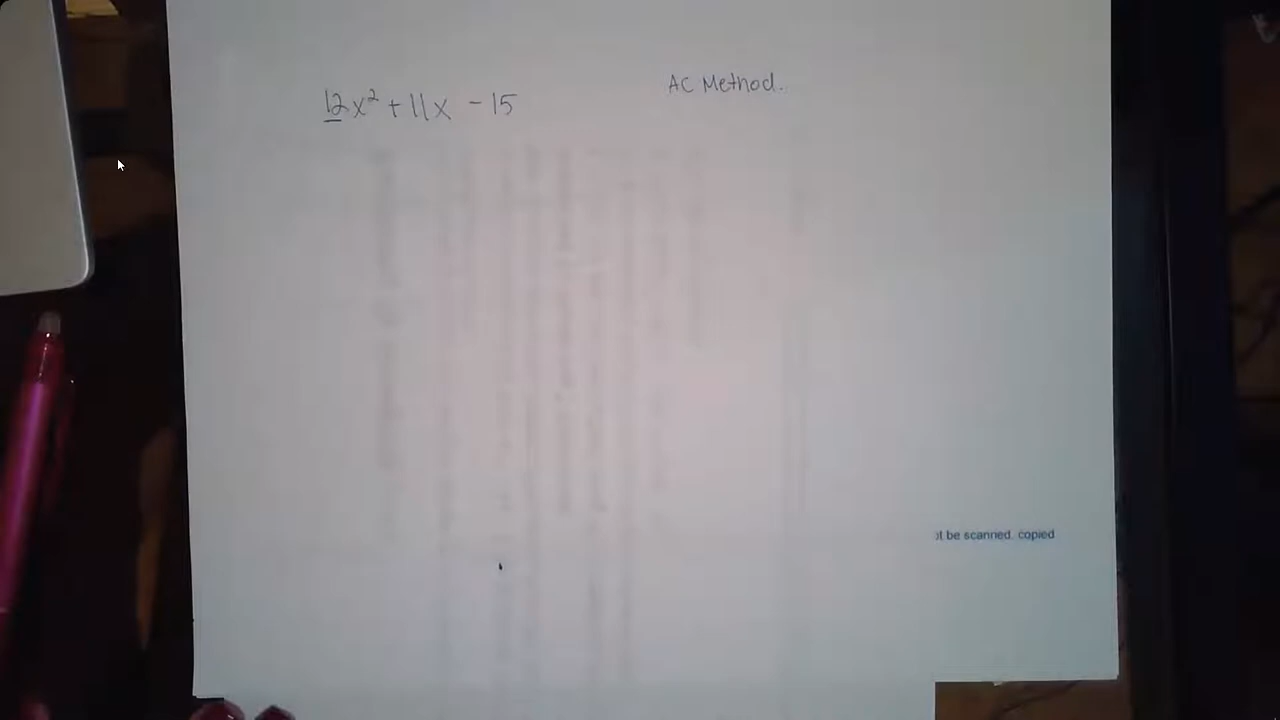 AC Method.
12x² + 11x - 15
t be scanned, copied